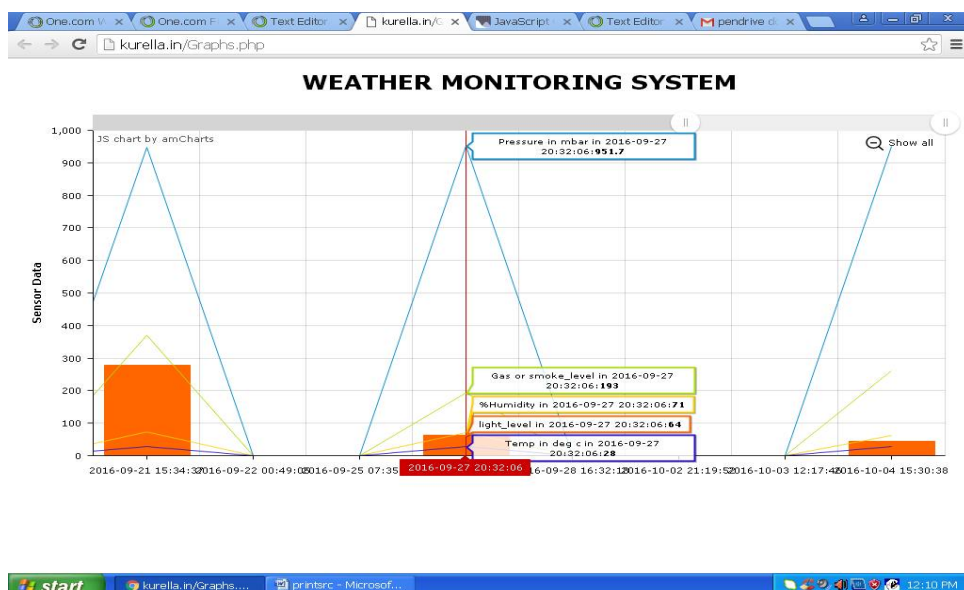 One.com W
One.com F
Text Editor
kurella.in/G
JavaScript
Text Editor
pendrive d
kurella.in/Graphs.php
WEATHER MONITORING SYSTEM
JS chart by amCharts
Show all
Pressure in mbar in 2016-09-27
20:32:06:951.7
1,000
900
800
700
600
500
400
300
200
100
0
Sensor Data
Gas or smoke_level in 2016-09-27
20:32:06:193
%Humidity in 2016-09-27 20:32:06:71
light_level in 2016-09-27 20:32:06:64
Temp in deg c in 2016-09-27
20:32:06:28
2016-09-21 15:34:37
2016-09-22 00:49:05
2016-09-25 07:35
2016-09-27 20:32:06
16-09-28 16:32:12
2016-10-02 21:19:52
2016-10-03 12:17:46
2016-10-04 15:30:38
start
kurella.in/Graphs....
printsrc - Microsof...
12:10 PM